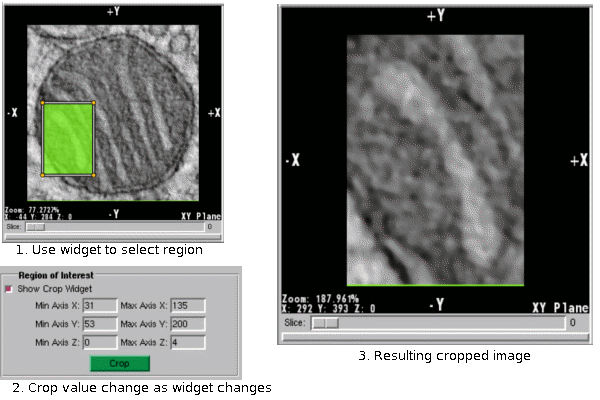 +Y
-X +X
Zoom: 77.2727%
X: -44 Y: 284 Z: 0 -Y XY Plane
Slice: 0
1. Use widget to select region
Region of Interest
Show Crop Widget
Min Axis X: 31 Max Axis X: 135
Min Axis Y: 53 Max Axis Y: 200
Min Axis Z: 0 Max Axis Z: 4
Crop
2. Crop value change as widget changes
+Y
-X +X
Zoom: 187.961%
X: 292 Y: 393 Z: 0 -Y XY Plane
Slice: 0
3. Resulting cropped image